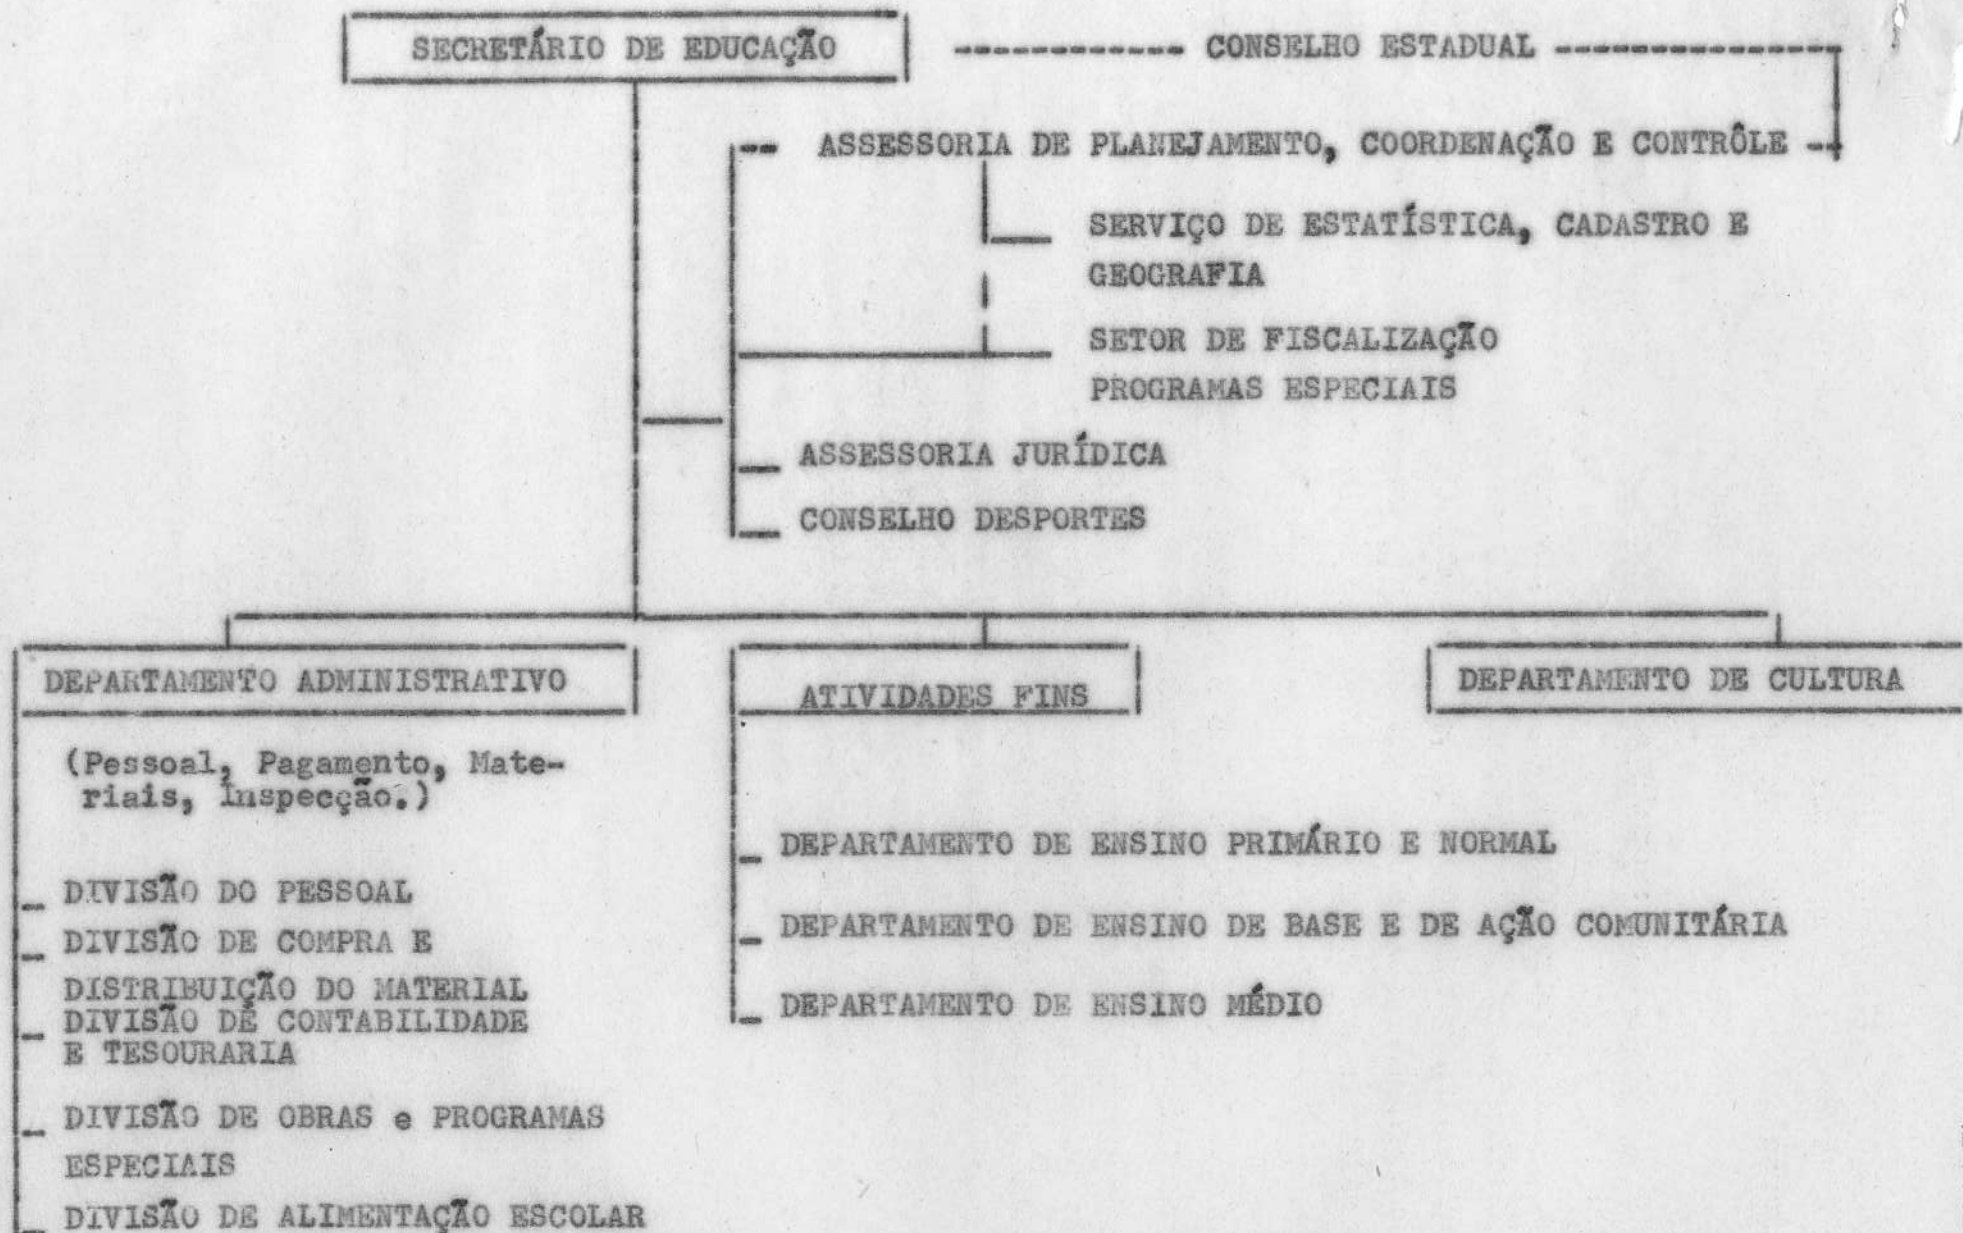 SECRETÁRIO DE EDUCAÇÃO
CONSELHO ESTADUAL
ASSESSORIA DE PLANEJAMENTO, COORDENAÇÃO E CONTRÔLE
SERVIÇO DE ESTATÍSTICA, CADASTRO E
GEOGRAFIA
SETOR DE FISCALIZAÇÃO
PROGRAMAS ESPECIAIS
ASSESSORIA JURÍDICA
CONSELHO DESPORTES
DEPARTAMENTO ADMINISTRATIVO
(Pessoal, Pagamento, Mate-
riais, Inspecção.)
DIVISÃO DO PESSOAL
DIVISÃO DE COMPRA E
DISTRIBUIÇÃO DO MATERIAL
DIVISÃO DE CONTABILIDADE
E TESOURARIA
DIVISÃO DE OBRAS e PROGRAMAS
ESPECIAIS
DIVISÃO DE ALIMENTAÇÃO ESCOLAR
ATIVIDADES FINS
DEPARTAMENTO DE ENSINO PRIMÁRIO E NORMAL
DEPARTAMENTO DE ENSINO DE BASE E DE AÇÃO COMUNITÁRIA
DEPARTAMENTO DE ENSINO MÉDIO
DEPARTAMENTO DE CULTURA